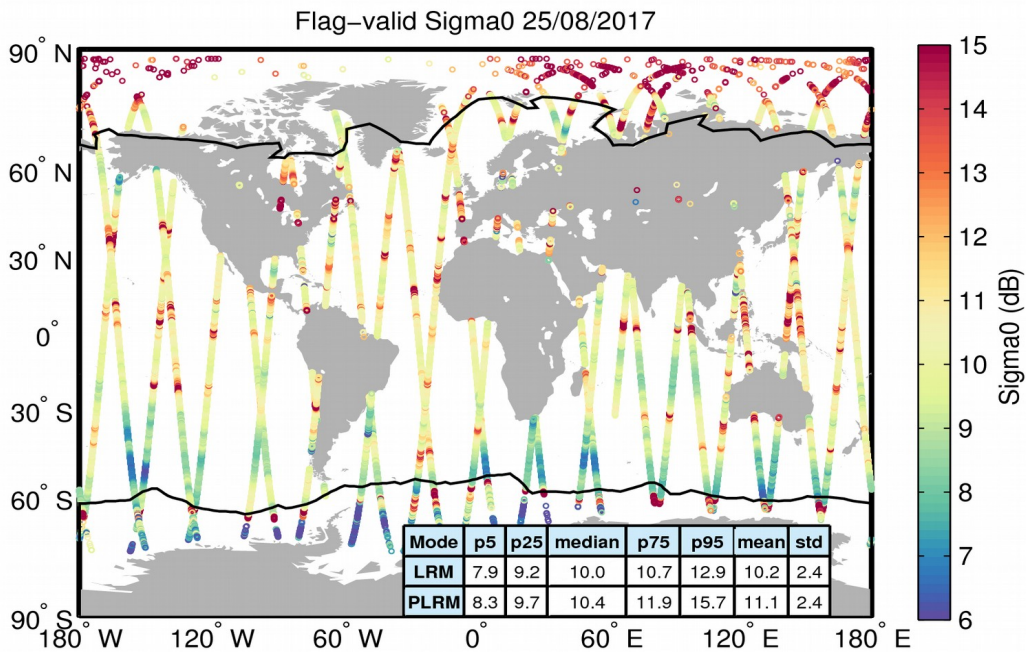 Flag−valid Sigma0 25/08/2017
90° N
60° N
30° N
0°
30° S
60° S
90° S
180° W
120° W
60° W
0°
60° E
120° E
180° E
15
14
13
12
11
10
9
8
7
6
Sigma0 (dB)
Mode p5 p25 median p75 p95 mean std
LRM 7.9 9.2 10.0 10.7 12.9 10.2 2.4
PLRM 8.3 9.7 10.4 11.9 15.7 11.1 2.4